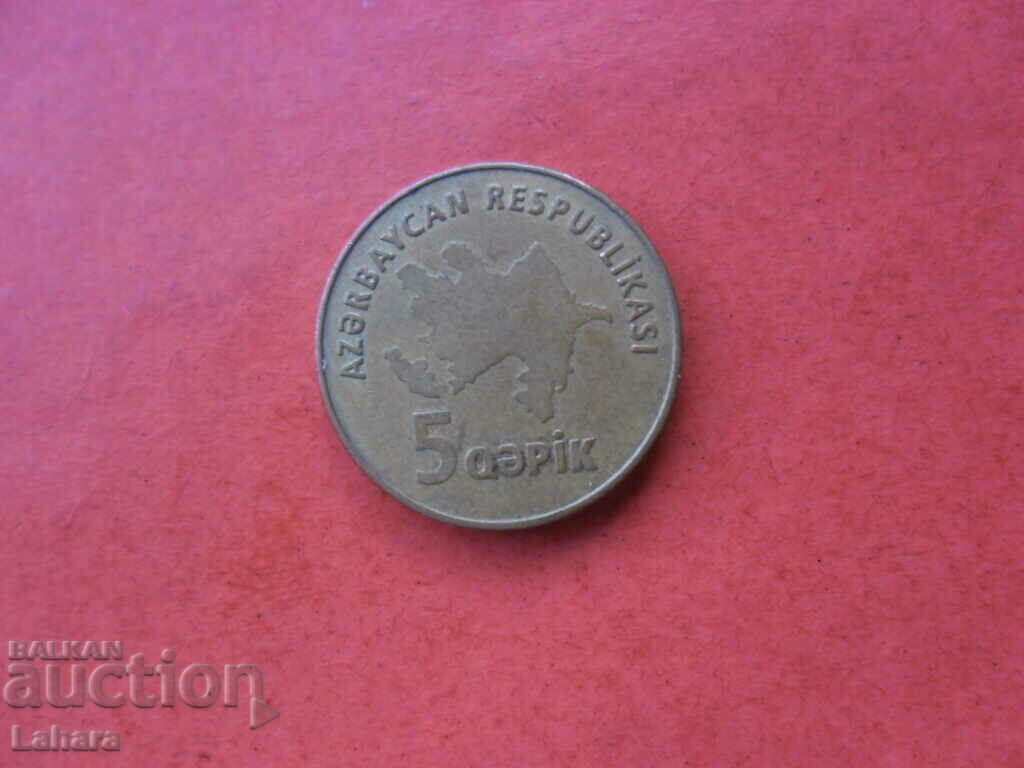 AZƏRBAYCAN RESPUBLİKASI
5 qəpik
BALKAN
auction
Lahara